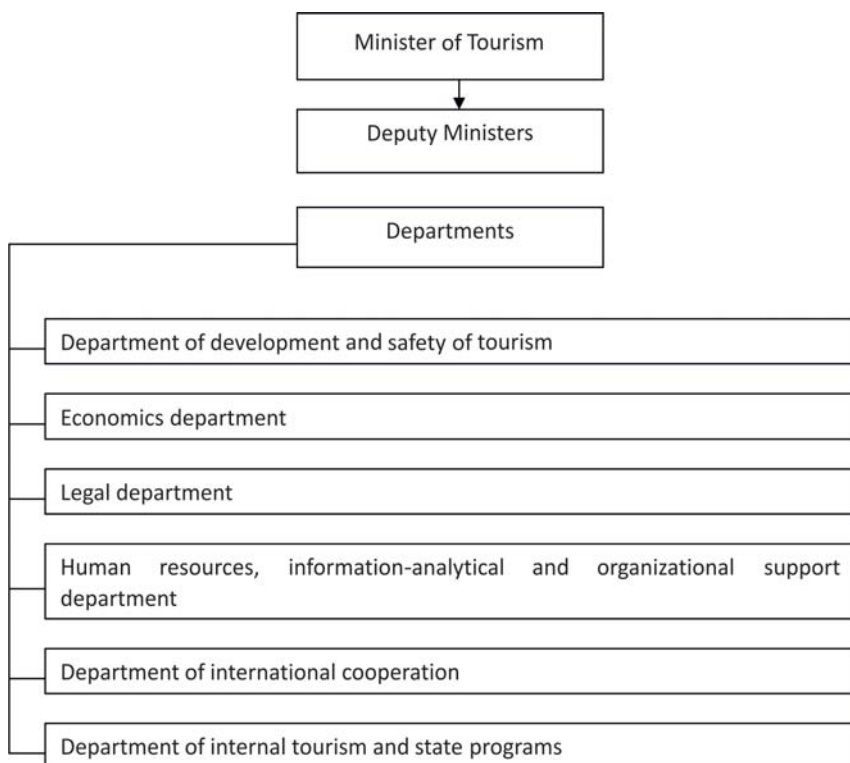 Minister of Tourism
Deputy Ministers
Departments
Department of development and safety of tourism
Economics department
Legal department
Human resources, information-analytical and organizational support
department
Department of international cooperation
Department of internal tourism and state programs